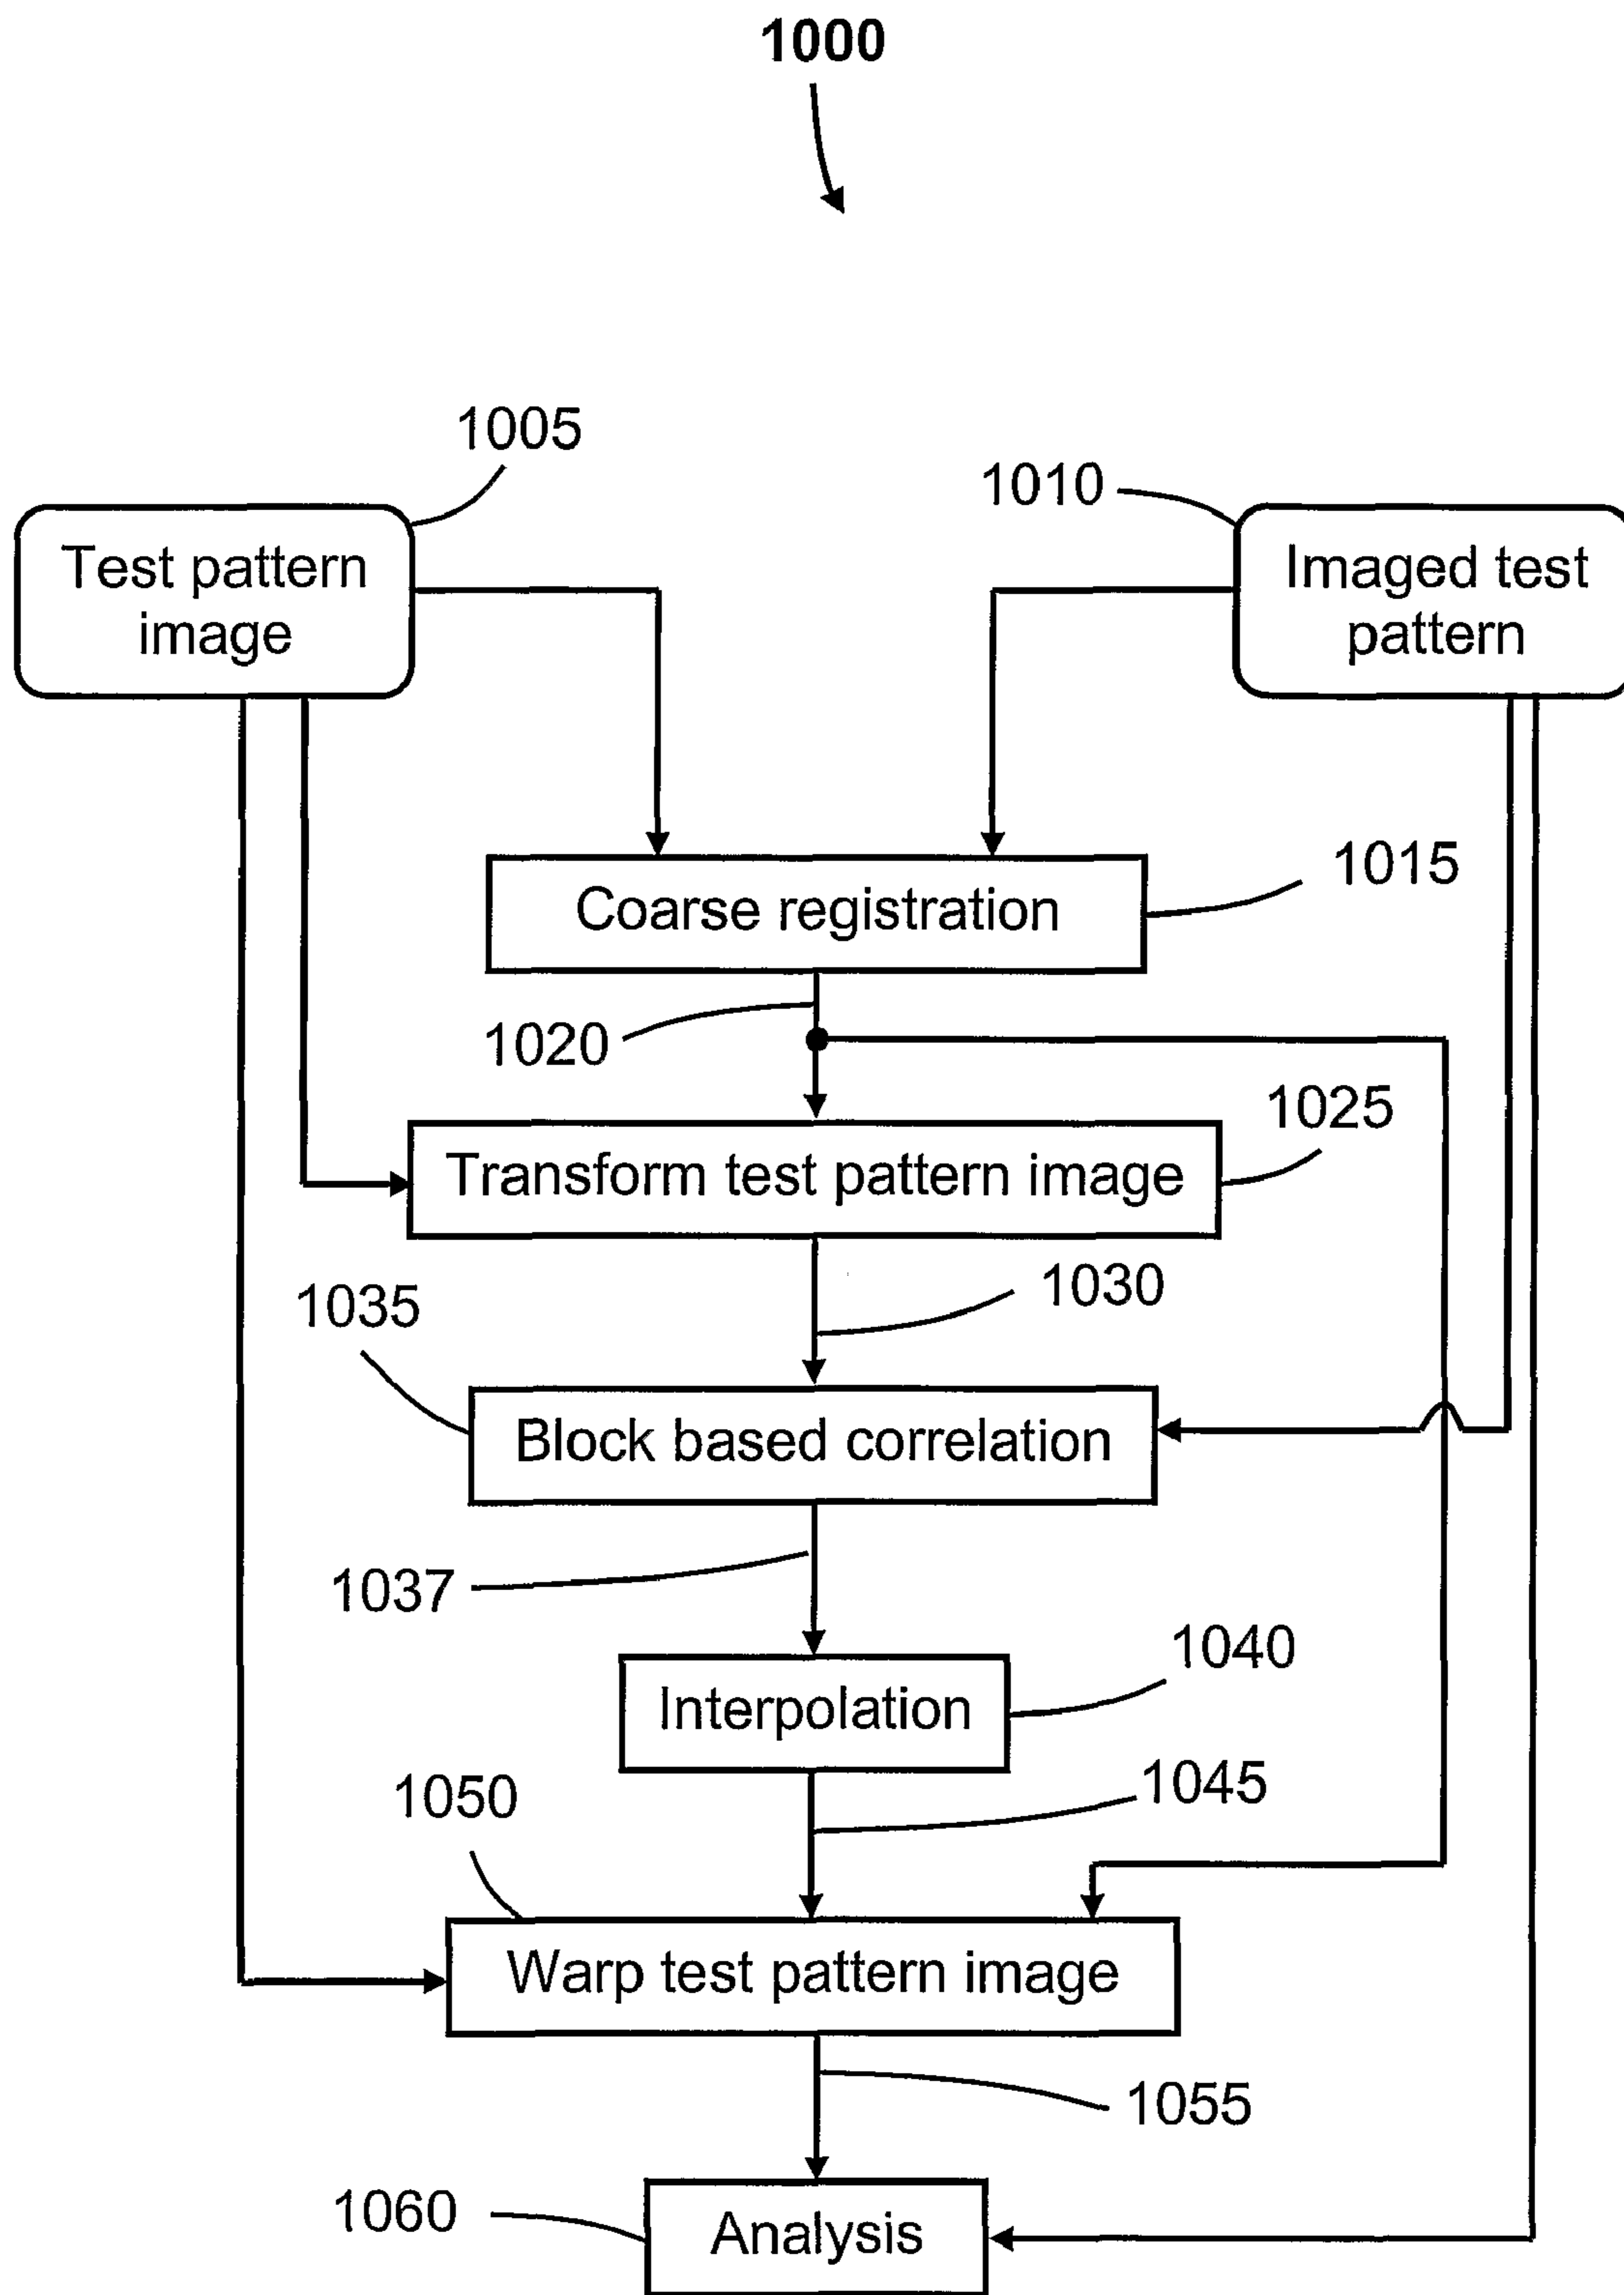 1000
1005
1010
Test pattern
image
Imaged test
pattern
1015
Coarse registration
1020
1025
Transform test pattern image
1030
1035
Block based correlation
1037
1040
Interpolation
1045
1050
Warp test pattern image
1055
1060
Analysis